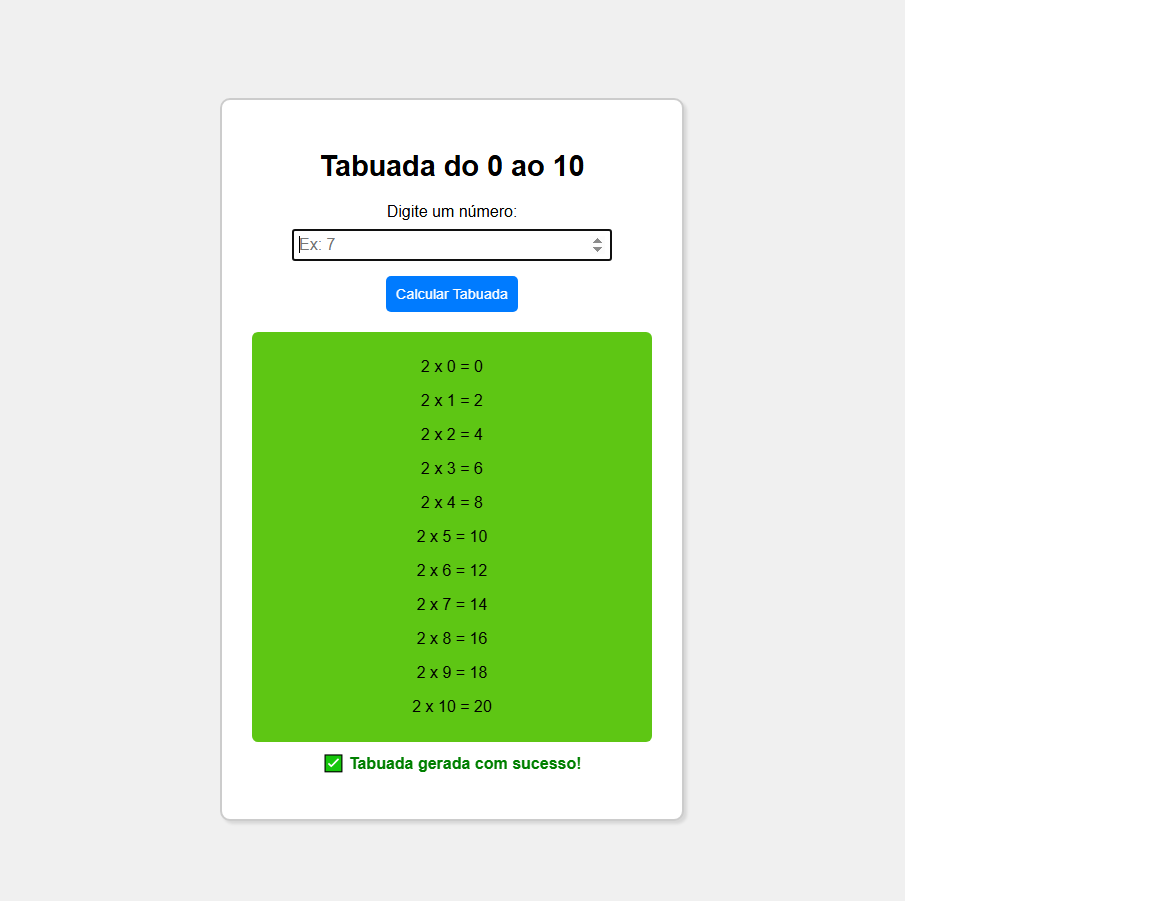 Tabuada do 0 ao 10
Digite um número:
Ex: 7
Calcular Tabuada
2 x 0 = 0
2 x 1 = 2
2 x 2 = 4
2 x 3 = 6
2 x 4 = 8
2 x 5 = 10
2 x 6 = 12
2 x 7 = 14
2 x 8 = 16
2 x 9 = 18
2 x 10 = 20
✅ Tabuada gerada com sucesso!